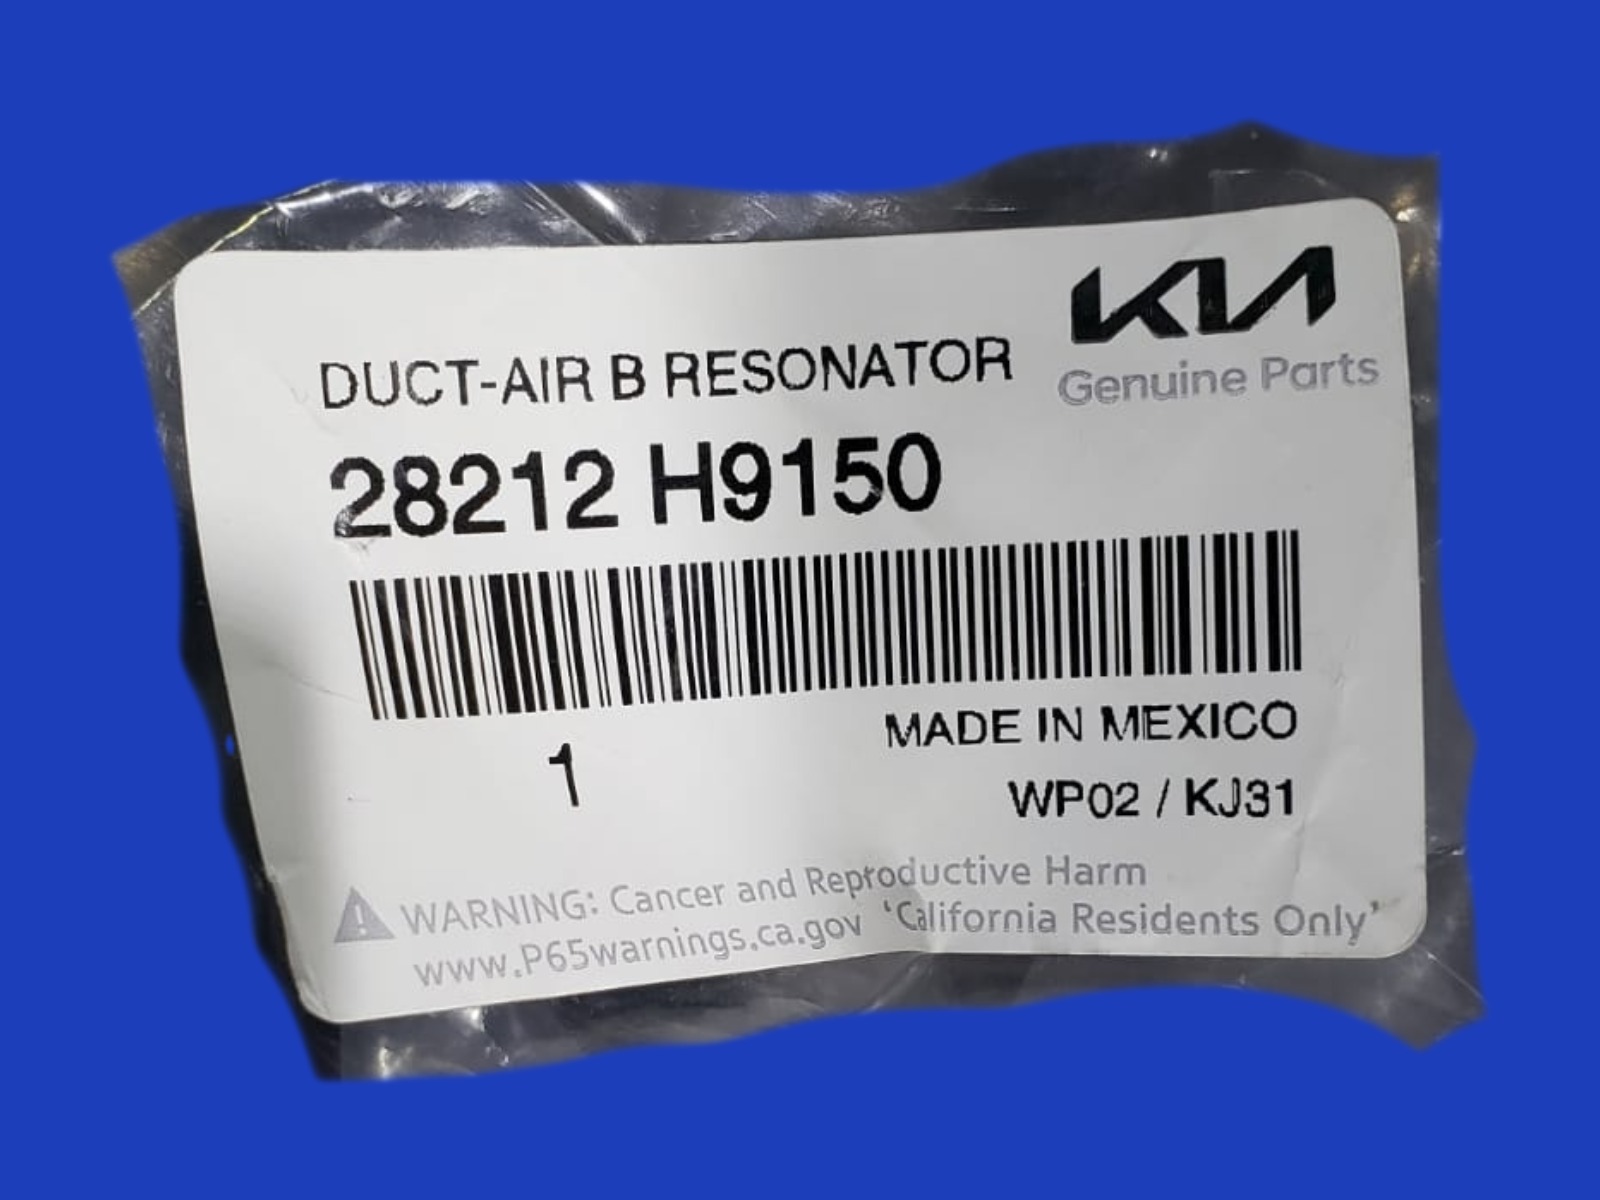 KIA
Genuine Parts
DUCT-AIR B RESONATOR
28212 H9150
1
MADE IN MEXICO
WP02 / KJ31
WARNING: Cancer and Reproductive Harm
www.P65warnings.ca.gov 'California Residents Only'